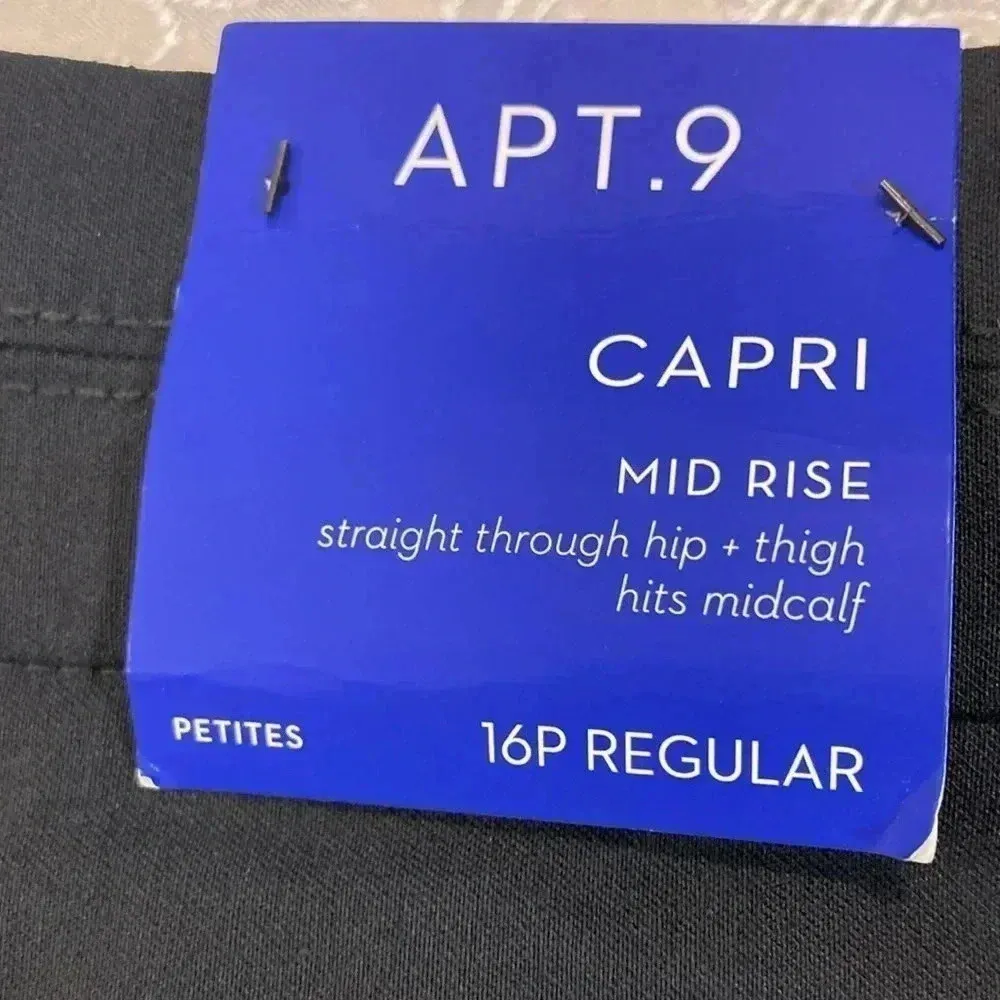 APT.9
CAPRI
MID RISE
straight through hip + thigh
hits midcalf
PETITES 16P REGULAR